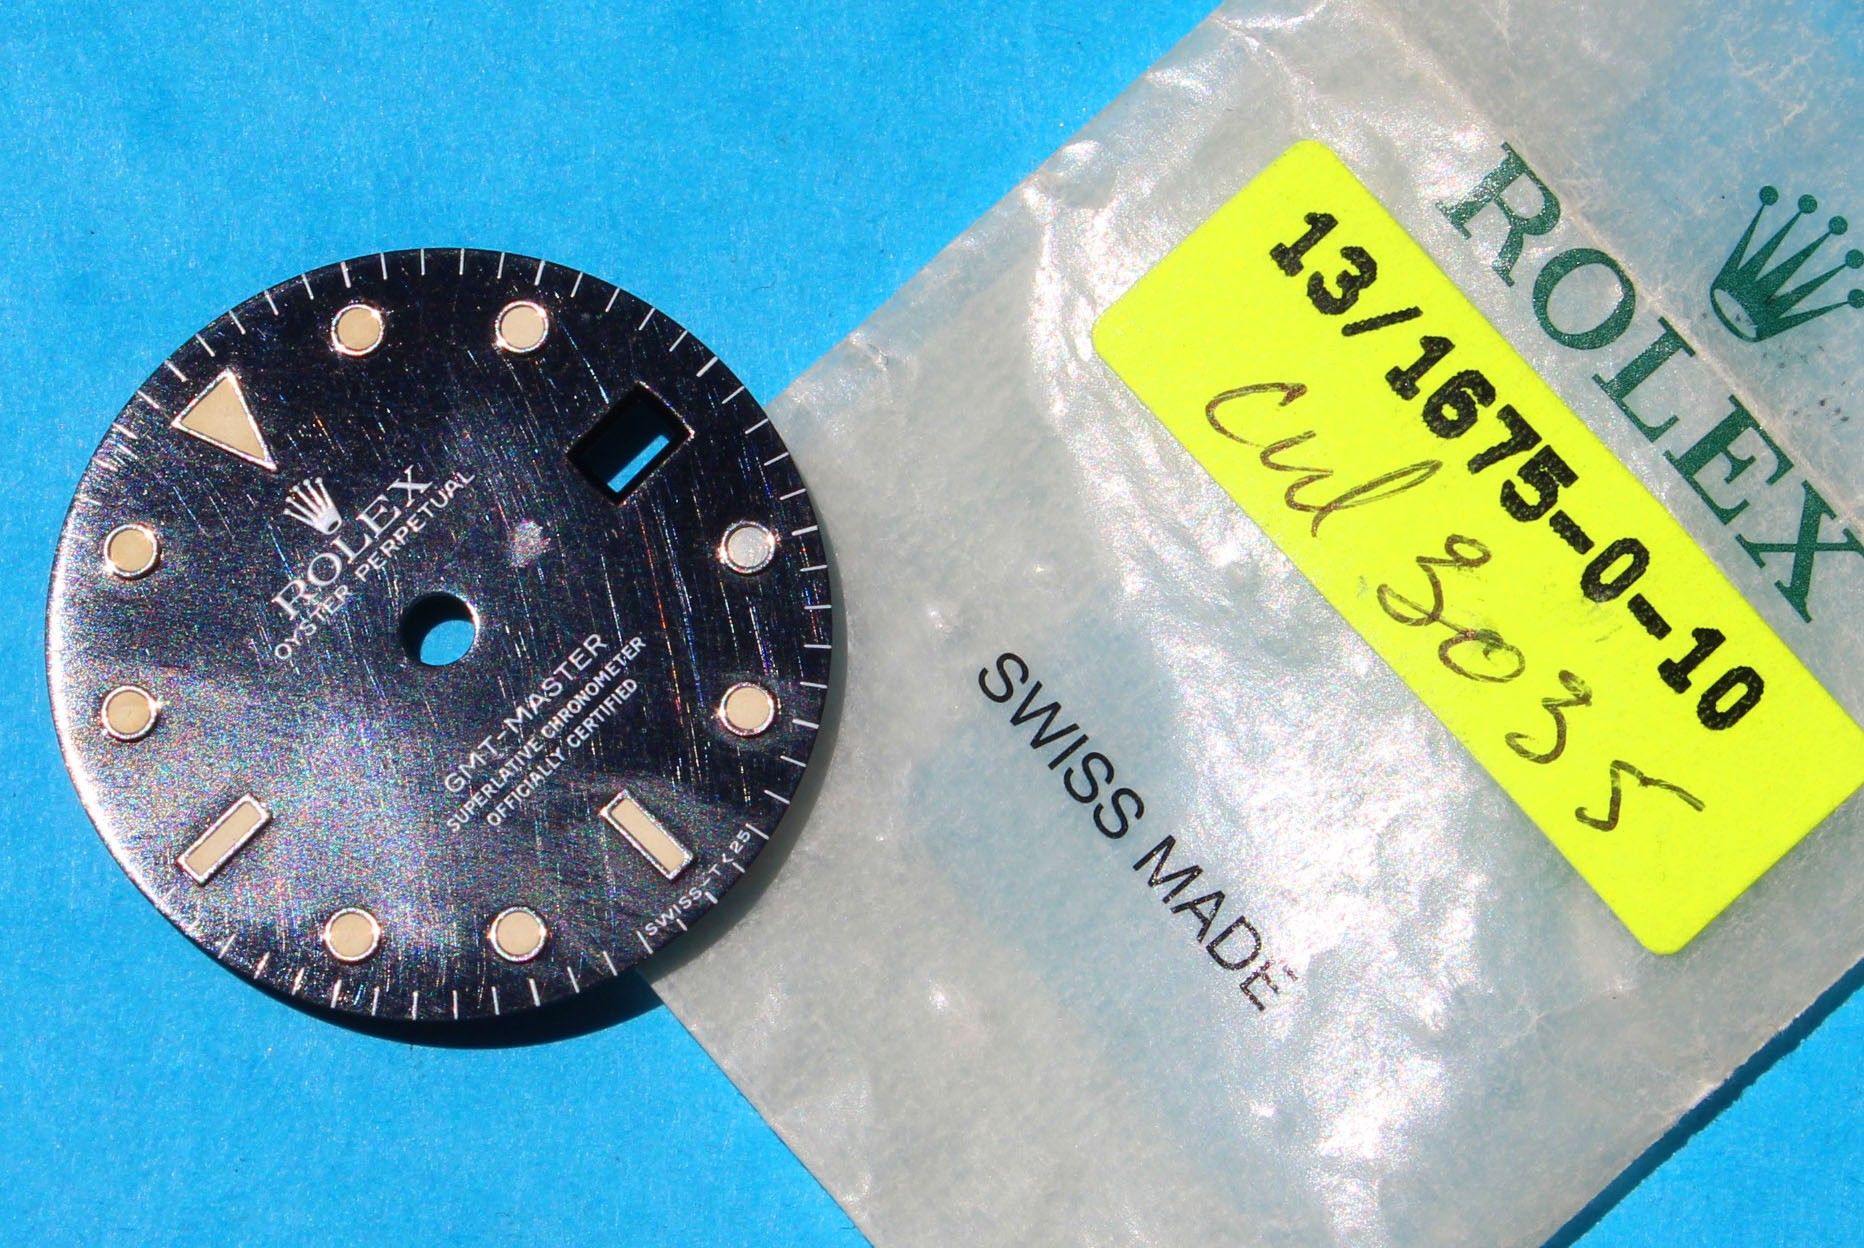 ROLEX
OYSTER PERPETUAL
GMT-MASTER
SUPERLATIVE CHRONOMETER
OFFICIALLY CERTIFIED
SWISS-T<25
ROLEX
13/1675-0-10
Cal 3035
SWISS MADE